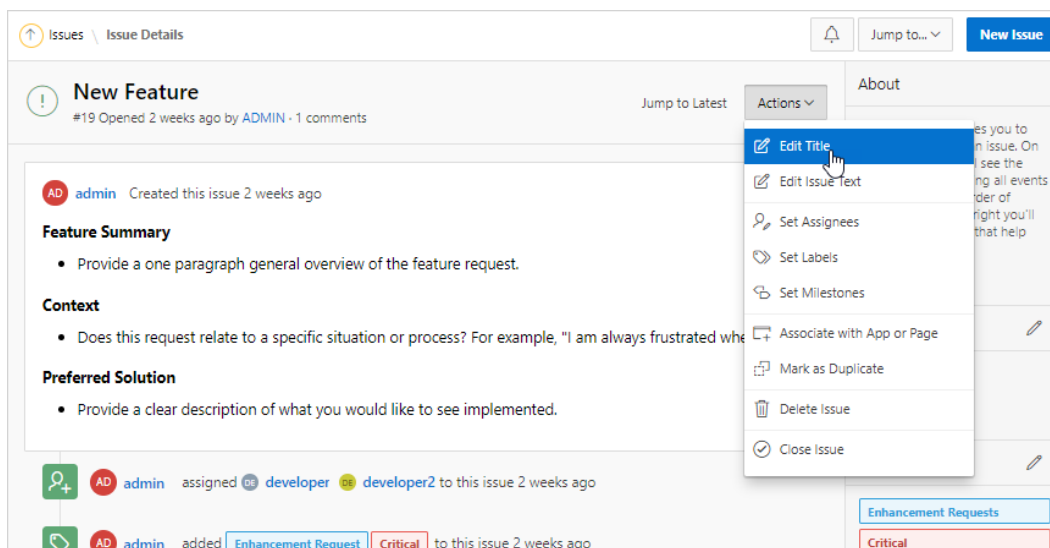 Issues \ Issue Details
Jump to...
New Issue
New Feature
#19 Opened 2 weeks ago by ADMIN · 1 comments
Jump to Latest
Actions
About
Edit Title
Edit Issue Text
Set Assignees
Set Labels
Set Milestones
Associate with App or Page
Mark as Duplicate
Delete Issue
Close Issue
you to
issue. On
see the
all events
of
right you'll
that help
AD admin Created this issue 2 weeks ago
Feature Summary
• Provide a one paragraph general overview of the feature request.
Context
• Does this request relate to a specific situation or process? For example, "I am always frustrated
Preferred Solution
• Provide a clear description of what you would like to see implemented.
AD admin assigned DE developer DE developer2 to this issue 2 weeks ago
AD admin added Enhancement Request Critical to this issue 2 weeks ago
Enhancement Requests
Critical